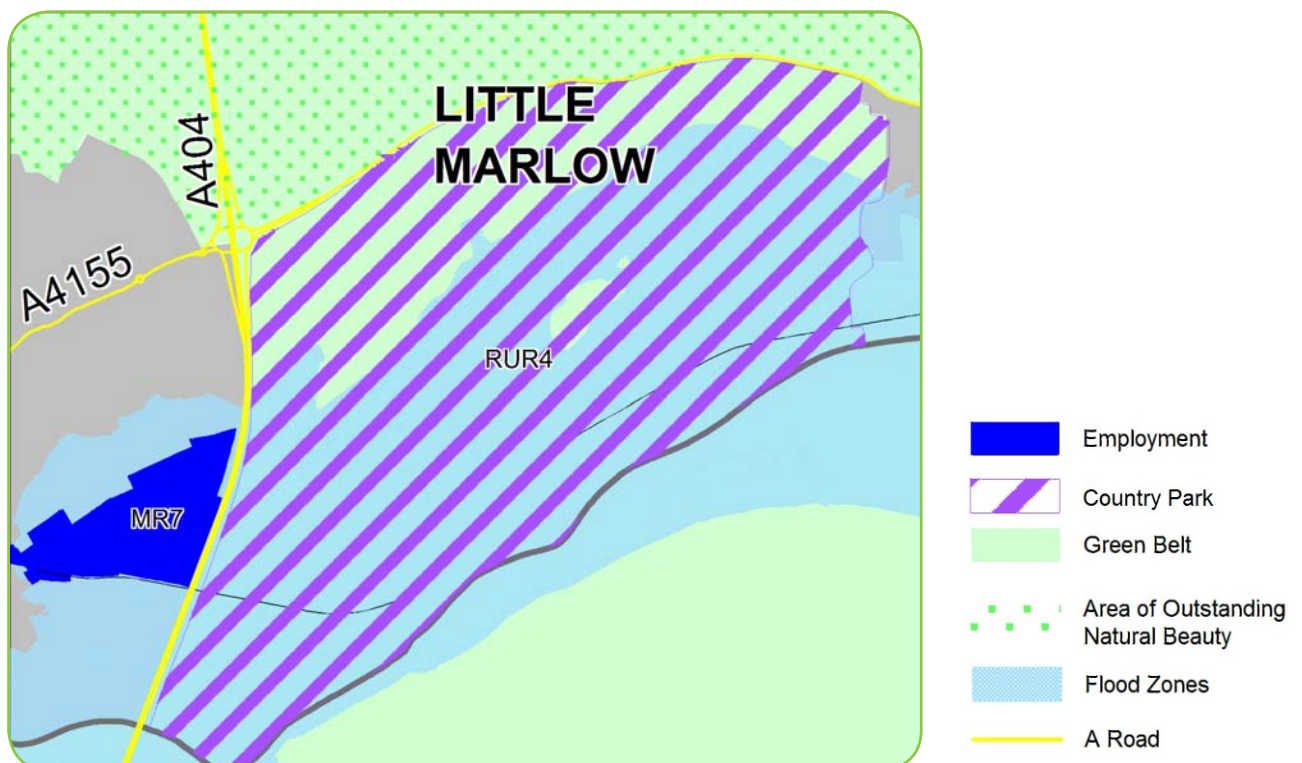 LITTLE
MARLOW
A404
A4155
RUR4
MR7
Employment
Country Park
Green Belt
Area of Outstanding
Natural Beauty
Flood Zones
A Road